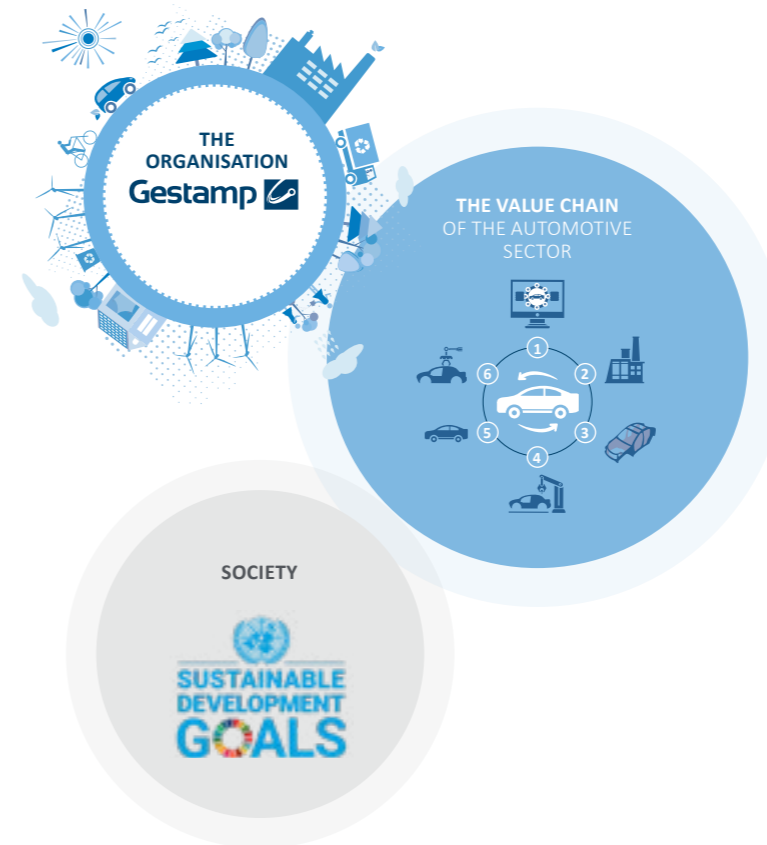 THE
ORGANISATION
Gestamp
THE VALUE CHAIN
OF THE AUTOMOTIVE
SECTOR
1
2
3
4
5
6
SOCIETY
SUSTAINABLE
DEVELOPMENT
GOALS